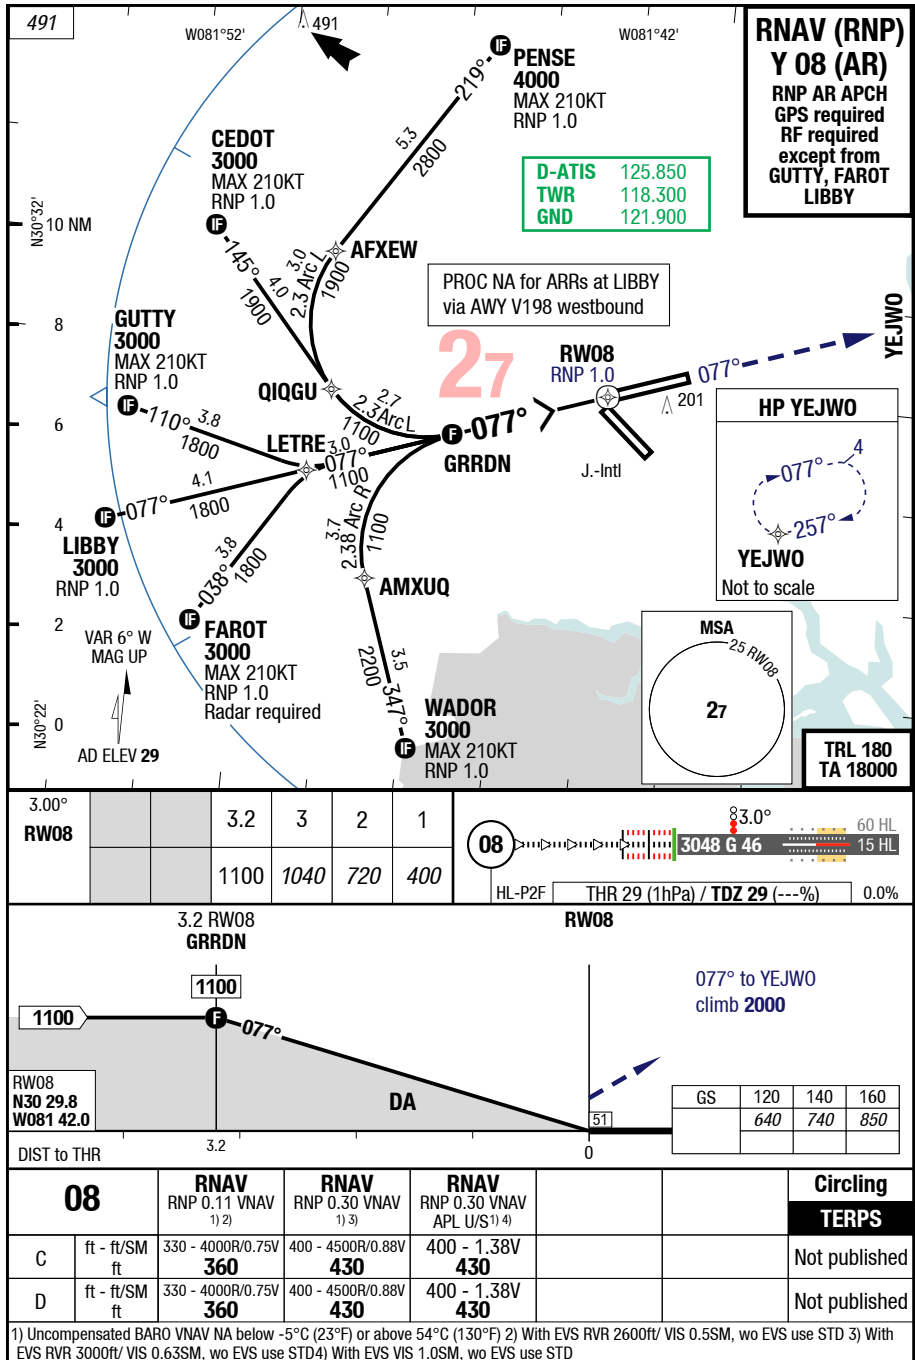 491
W081°52'
491
W081°42'
RNAV (RNP)
Y 08 (AR)
RNP AR APCH
GPS required
RF required
except from
GUTTY, FAROT
LIBBY
PENSE
4000
MAX 210KT
RNP 1.0
219°
5.3
2800
CEDOT
3000
MAX 210KT
RNP 1.0
D-ATIS 125.850
TWR 118.300
GND 121.900
N30°32'
10 NM
145°
4.0
1900
3.0
2.3 Arc L
1900
AFXEW
PROC NA for ARRs at LIBBY
via AWY V198 westbound
YEJWO
8
GUTTY
3000
MAX 210KT
RNP 1.0
27
RW08
RNP 1.0
077°
201
QIQGU
2.7
2.3 Arc L
1100
110°
3.8
1800
6
LETRE
3.0
077°
1100
077°
GRRDN
J.-Intl
HP YEJWO
077°
4
257°
YEJWO
Not to scale
4.1
077°
1800
4
LIBBY
3000
RNP 1.0
3.8
038°
1800
3.7
2.38 Arc R
1100
AMXUQ
2
FAROT
3000
MAX 210KT
RNP 1.0
Radar required
VAR 6° W
MAG UP
3.5
2200
347°
WADOR
3000
MAX 210KT
RNP 1.0
MSA
25 RW08
27
N30°22'
0
AD ELEV 29
TRL 180
TA 18000
3.00°
RW08
3.2 3 2 1
1100 1040 720 400
08
3.0°
3048 G 46
60 HL
15 HL
HL-P2F
THR 29 (1hPa) / TDZ 29 (---%)
0.0%
3.2 RW08
GRRDN
RW08
1100
1100
F
077°
077° to YEJWO
climb 2000
RW08
N30 29.8
W081 42.0
DA
51
GS 120 140 160
640 740 850
DIST to THR
3.2
0
08
RNAV
RNP 0.11 VNAV
1) 2)
RNAV
RNP 0.30 VNAV
1) 3)
RNAV
RNP 0.30 VNAV
APL U/S1) 4)
Circling
TERPS
C
ft - ft/SM
ft
330 - 4000R/0.75V
360
400 - 4500R/0.88V
430
400 - 1.38V
430
Not published
D
ft - ft/SM
ft
330 - 4000R/0.75V
360
400 - 4500R/0.88V
430
400 - 1.38V
430
Not published
1) Uncompensated BARO VNAV NA below -5°C (23°F) or above 54°C (130°F) 2) With EVS RVR 2600ft/ VIS 0.5SM, wo EVS use STD 3) With
EVS RVR 3000ft/ VIS 0.63SM, wo EVS use STD4) With EVS VIS 1.0SM, wo EVS use STD